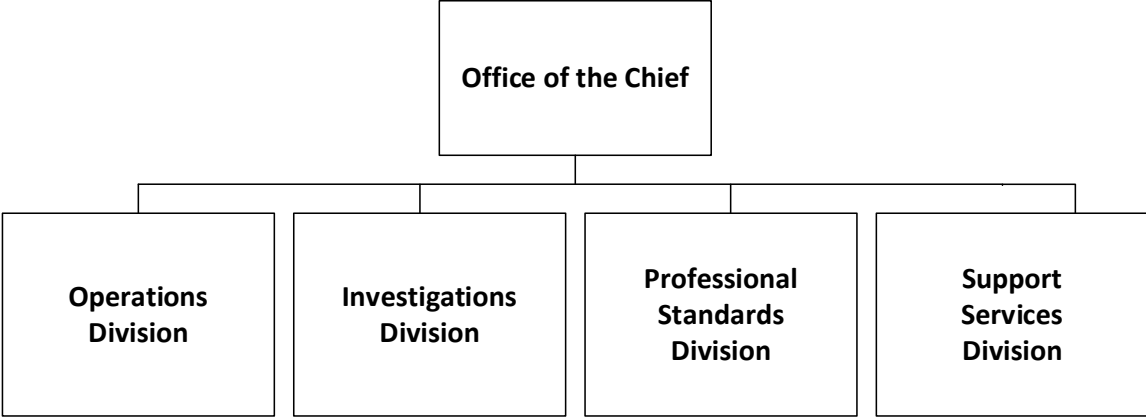 Office of the Chief
Operations
Division
Investigations
Division
Professional
Standards
Division
Support
Services
Division